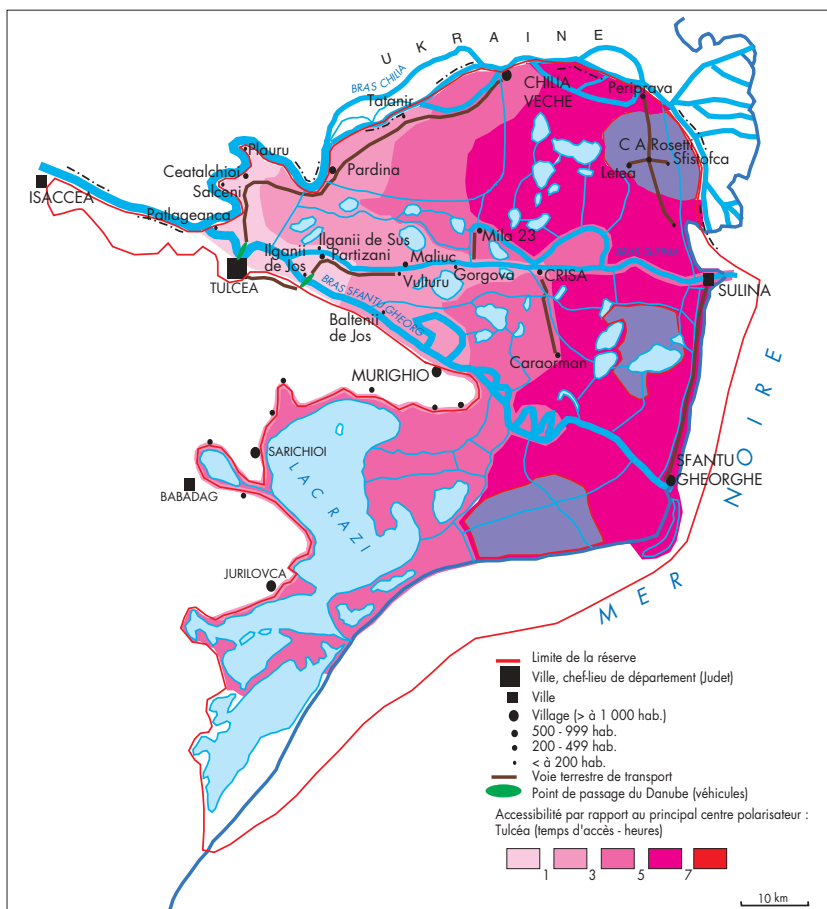 UKRAINE
BRAS CHILIA
CHILIA
VECHE
Periprava
Tatanir
Plauru
C A Rosetti
Sfistofca
Letea
Ceatalchioi
Pardina
Salceni
ISACCEA
Patlageanca
Mila 23
Ilganii de Sus
Ilganii
de Jos
Partizani
Maliuc
BRAS SULINA
TULCEA
Vulturu
Gorgova
CRISA
SULINA
BRAS SFANTU GHEORG
Baltenii
de Jos
Caraorman
MURIGHIO
SARICHIOI
SFANTU
GHEORGHE
BABADAG
LAC RAZI
JURILOVCA
MER NOIRE
Limite de la réserve
Ville, chef-lieu de département (Judet)
Ville
Village (> à 1 000 hab.)
500 - 999 hab.
200 - 499 hab.
< à 200 hab.
Voie terrestre de transport
Point de passage du Danube (véhicules)
Accessibilité par rapport au principal centre polarisateur :
Tulcéa (temps d'accès - heures)
1 3 5 7
10 km